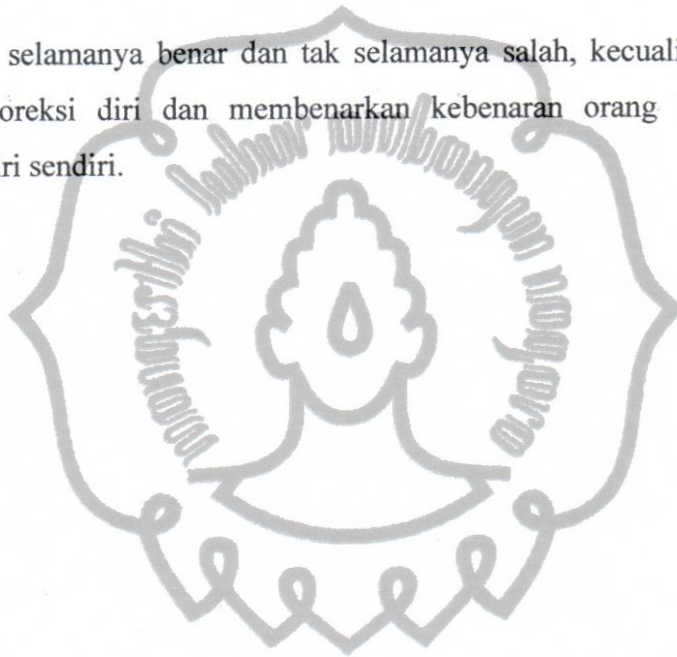 selamanya benar dan tak selamanya salah, kecuali
oreksi diri dan membenarkan kebenaran orang
ri sendiri.